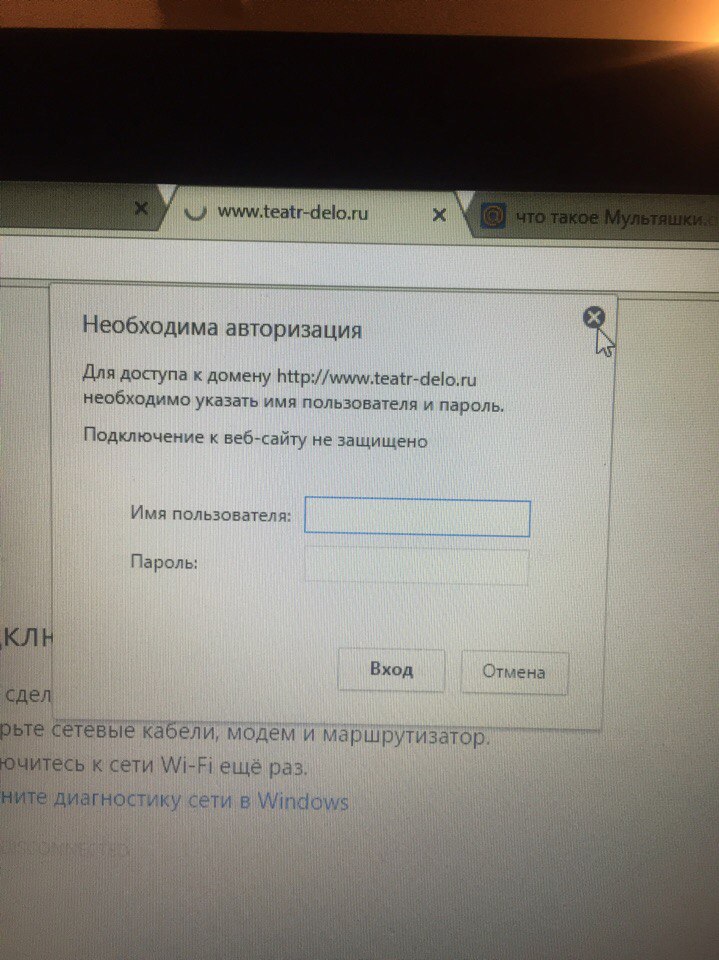 www.teatr-delo.ru
что такое Мультяшки.
Необходима авторизация
Для доступа к домену http://www.teatr-delo.ru
необходимо указать имя пользователя и пароль.
Подключение к веб-сайту не защищено
Имя пользователя:
Пароль:
Вход
Отмена
клн
сдел
рьте сетевые кабели, модем и маршрутизатор.
ючитесь к сети Wi-Fi ещё раз.
ните диагностику сети в Windows
DISCONNECTED